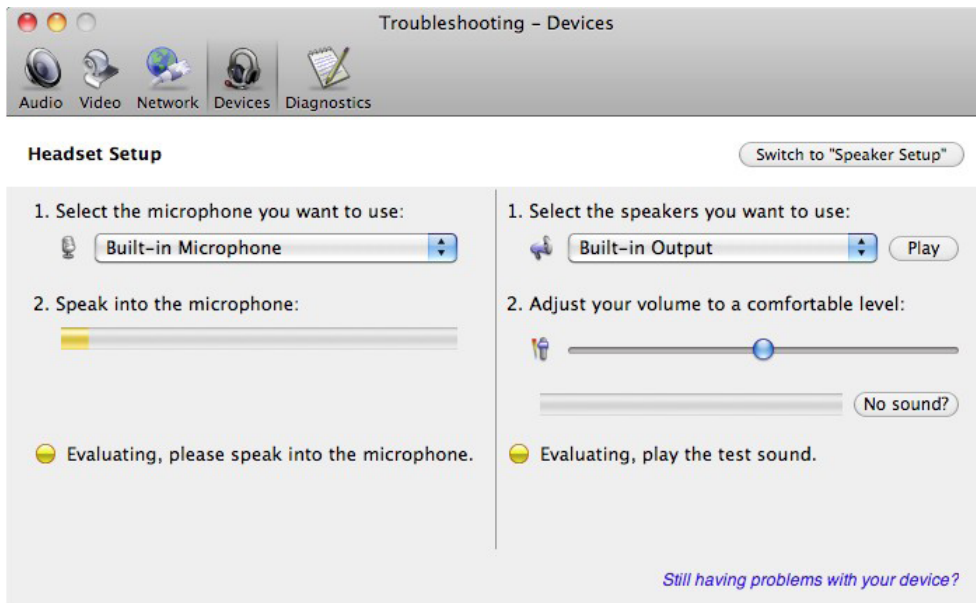 Troubleshooting – Devices
Audio Video Network Devices Diagnostics
Headset Setup
Switch to "Speaker Setup"
1. Select the microphone you want to use:
Built-in Microphone
2. Speak into the microphone:
Evaluating, please speak into the microphone.
1. Select the speakers you want to use:
Built-in Output
Play
2. Adjust your volume to a comfortable level:
No sound?
Evaluating, play the test sound.
Still having problems with your device?